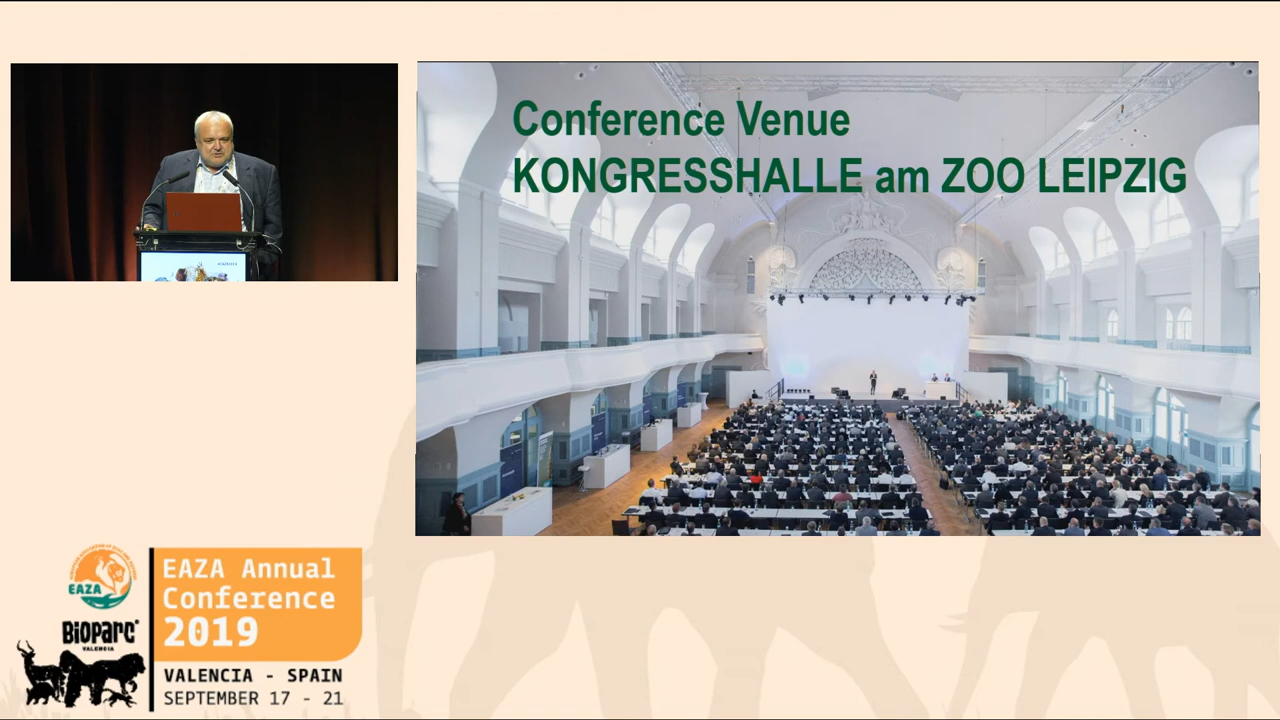 Conference Venue
KONGRESSHALLE am ZOO LEIPZIG
EAZA
BIOPARC
VALENCIA
EAZA Annual
Conference
2019
VALENCIA - SPAIN
SEPTEMBER 17 - 21